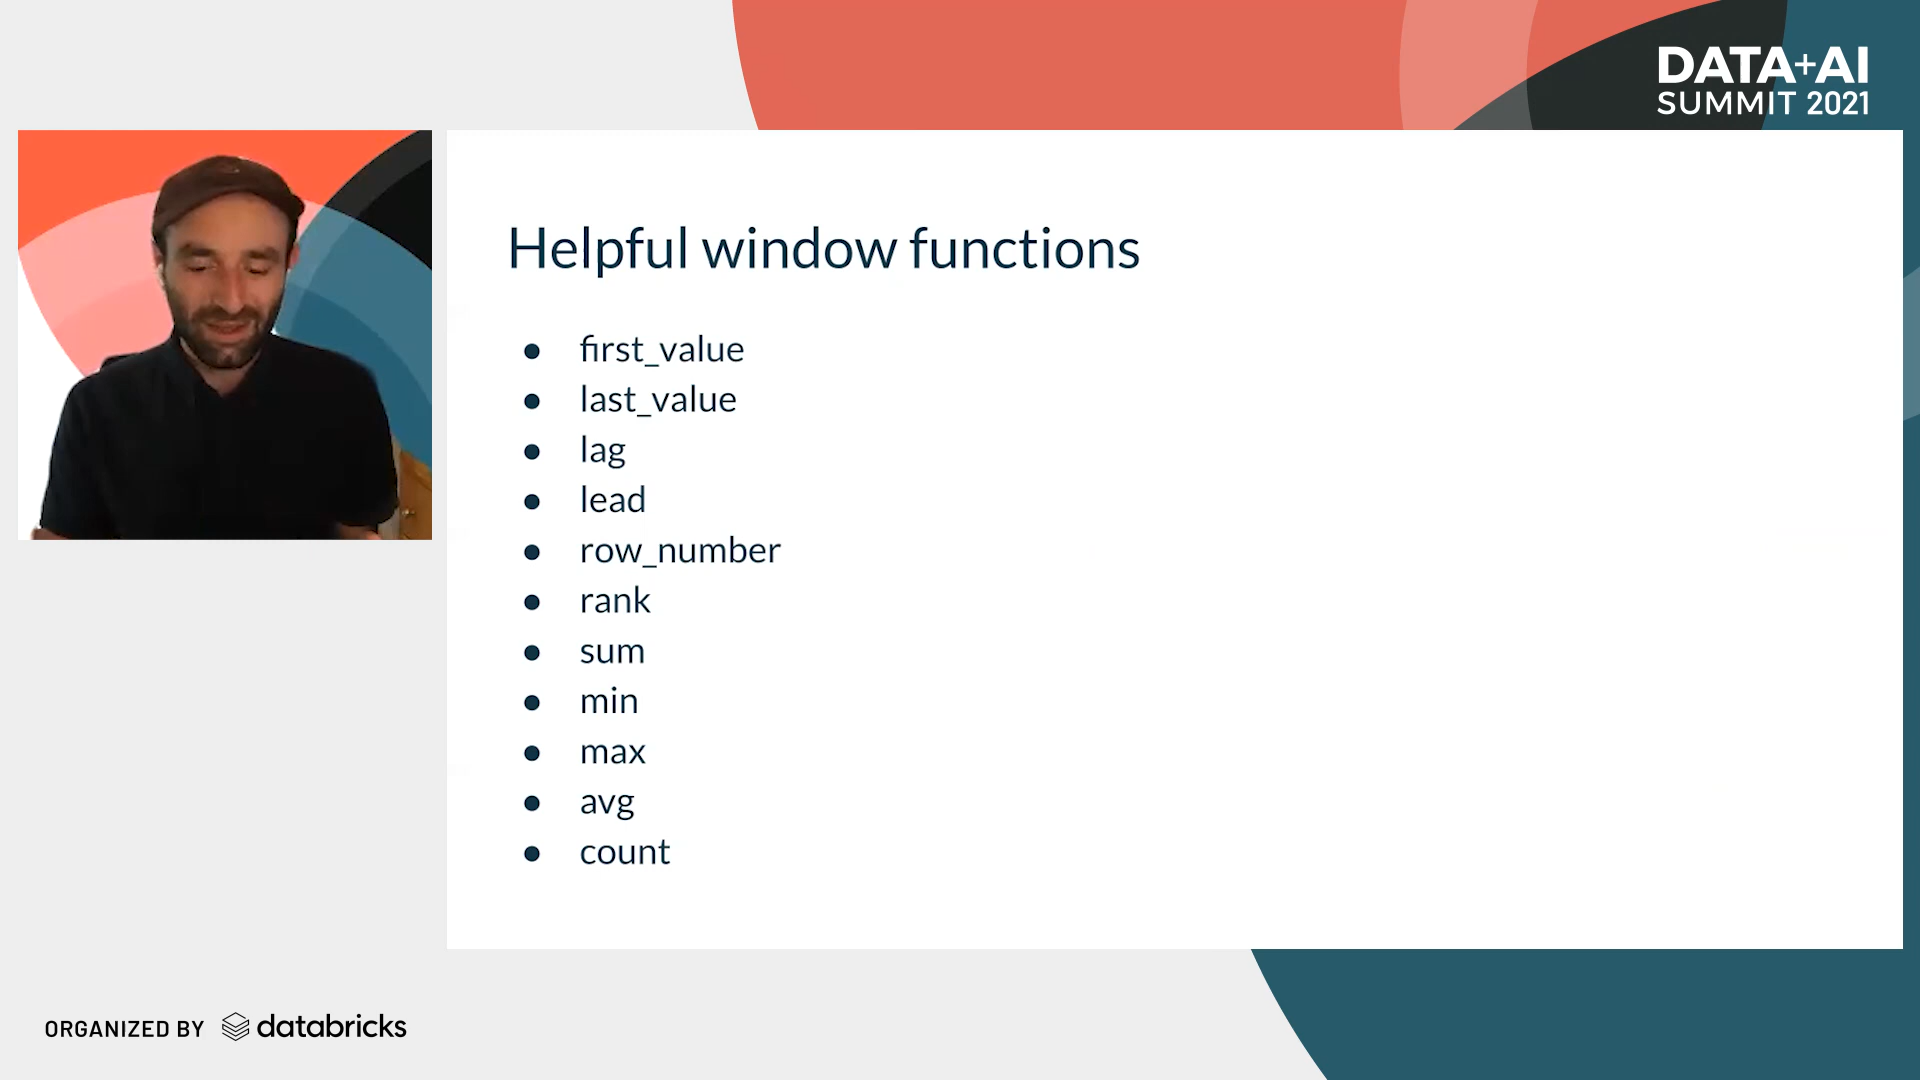 DATA+AI
SUMMIT 2021
Helpful window functions
● first_value
● last_value
● lag
● lead
● row_number
● rank
● sum
● min
● max
● avg
● count
ORGANIZED BY databricks